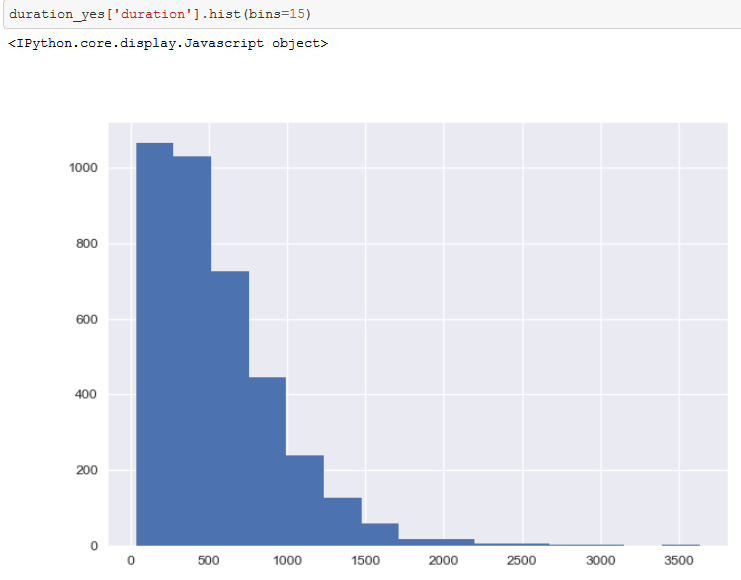 duration_yes['duration'].hist(bins=15)
<IPython.core.display.Javascript object>
1000
800
600
400
200
0
0 500 1000 1500 2000 2500 3000 3500